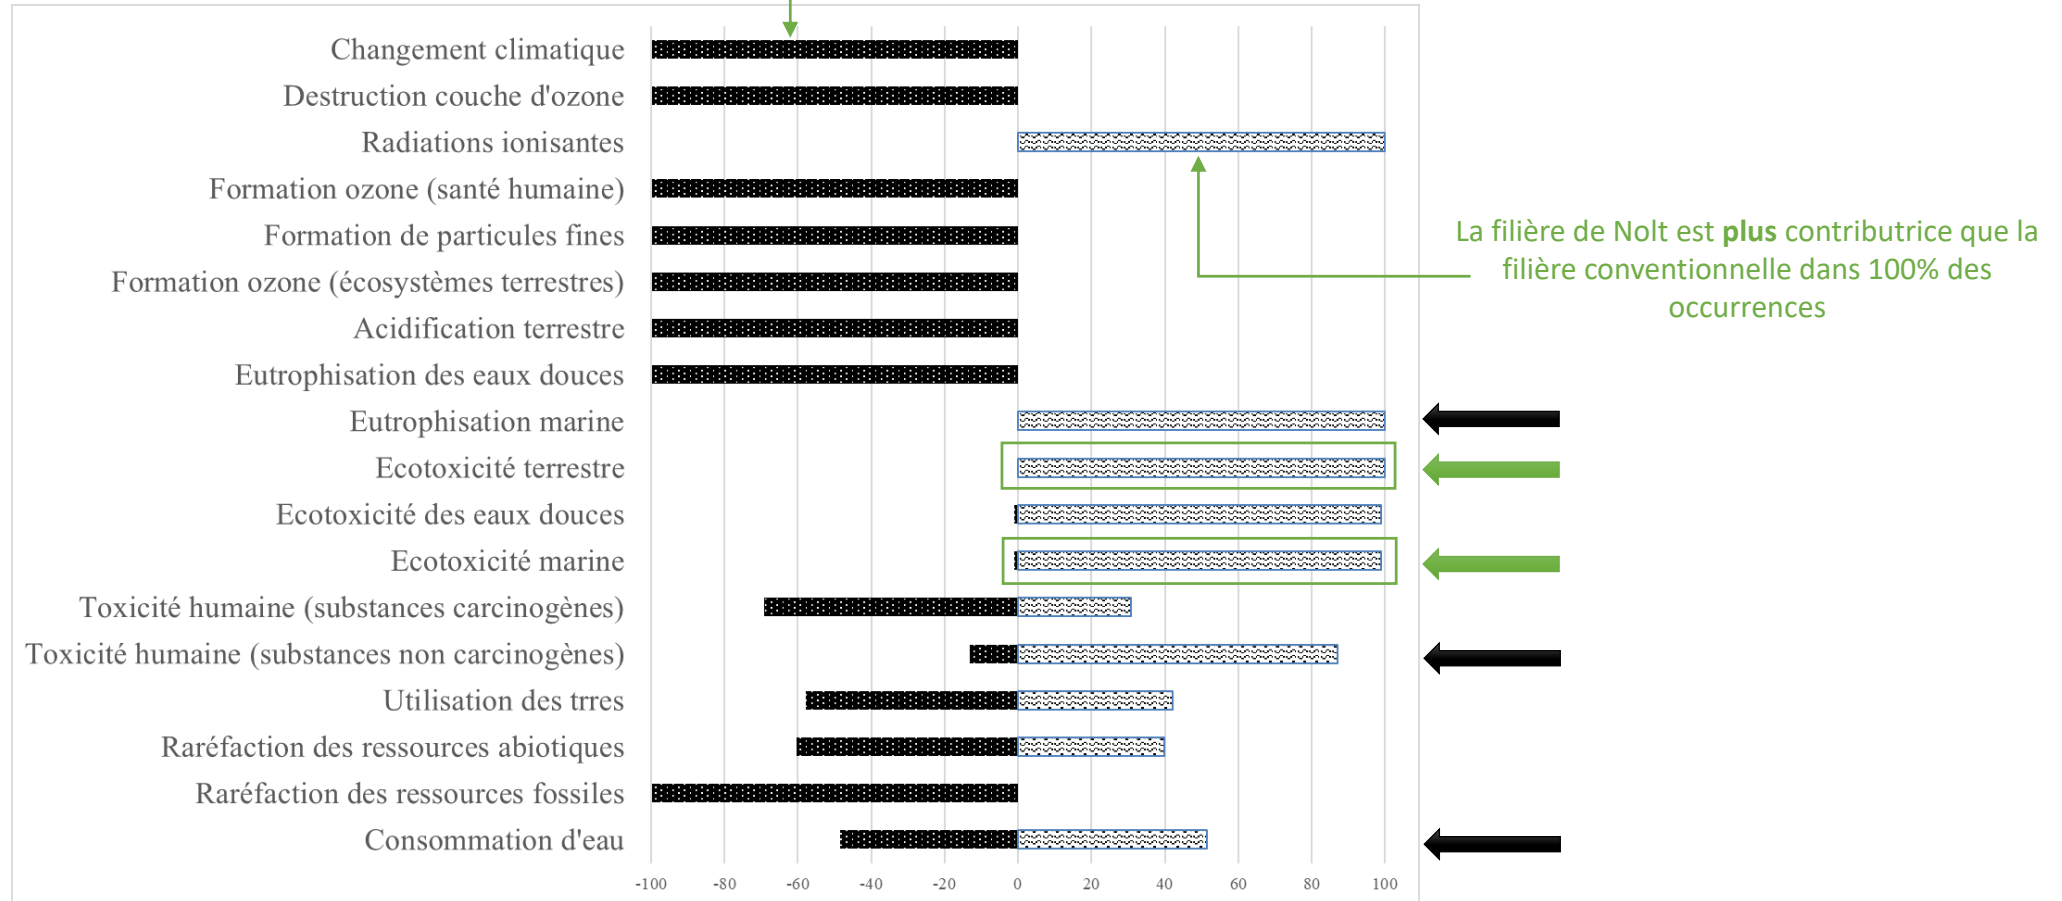 Changement climatique
Destruction couche d'ozone
Radiations ionisantes
Formation ozone (santé humaine)
Formation de particules fines
Formation ozone (écosystèmes terrestres)
Acidification terrestre
Eutrophisation des eaux douces
Eutrophisation marine
Ecotoxicité terrestre
Ecotoxicité des eaux douces
Ecotoxicité marine
Toxicité humaine (substances carcinogènes)
Toxicité humaine (substances non carcinogènes)
Utilisation des trres
Raréfaction des ressources abiotiques
Raréfaction des ressources fossiles
Consommation d'eau
-100 -80 -60 -40 -20 0 20 40 60 80 100
La filière de Nolt est plus contributrice que la
filière conventionnelle dans 100% des
occurrences